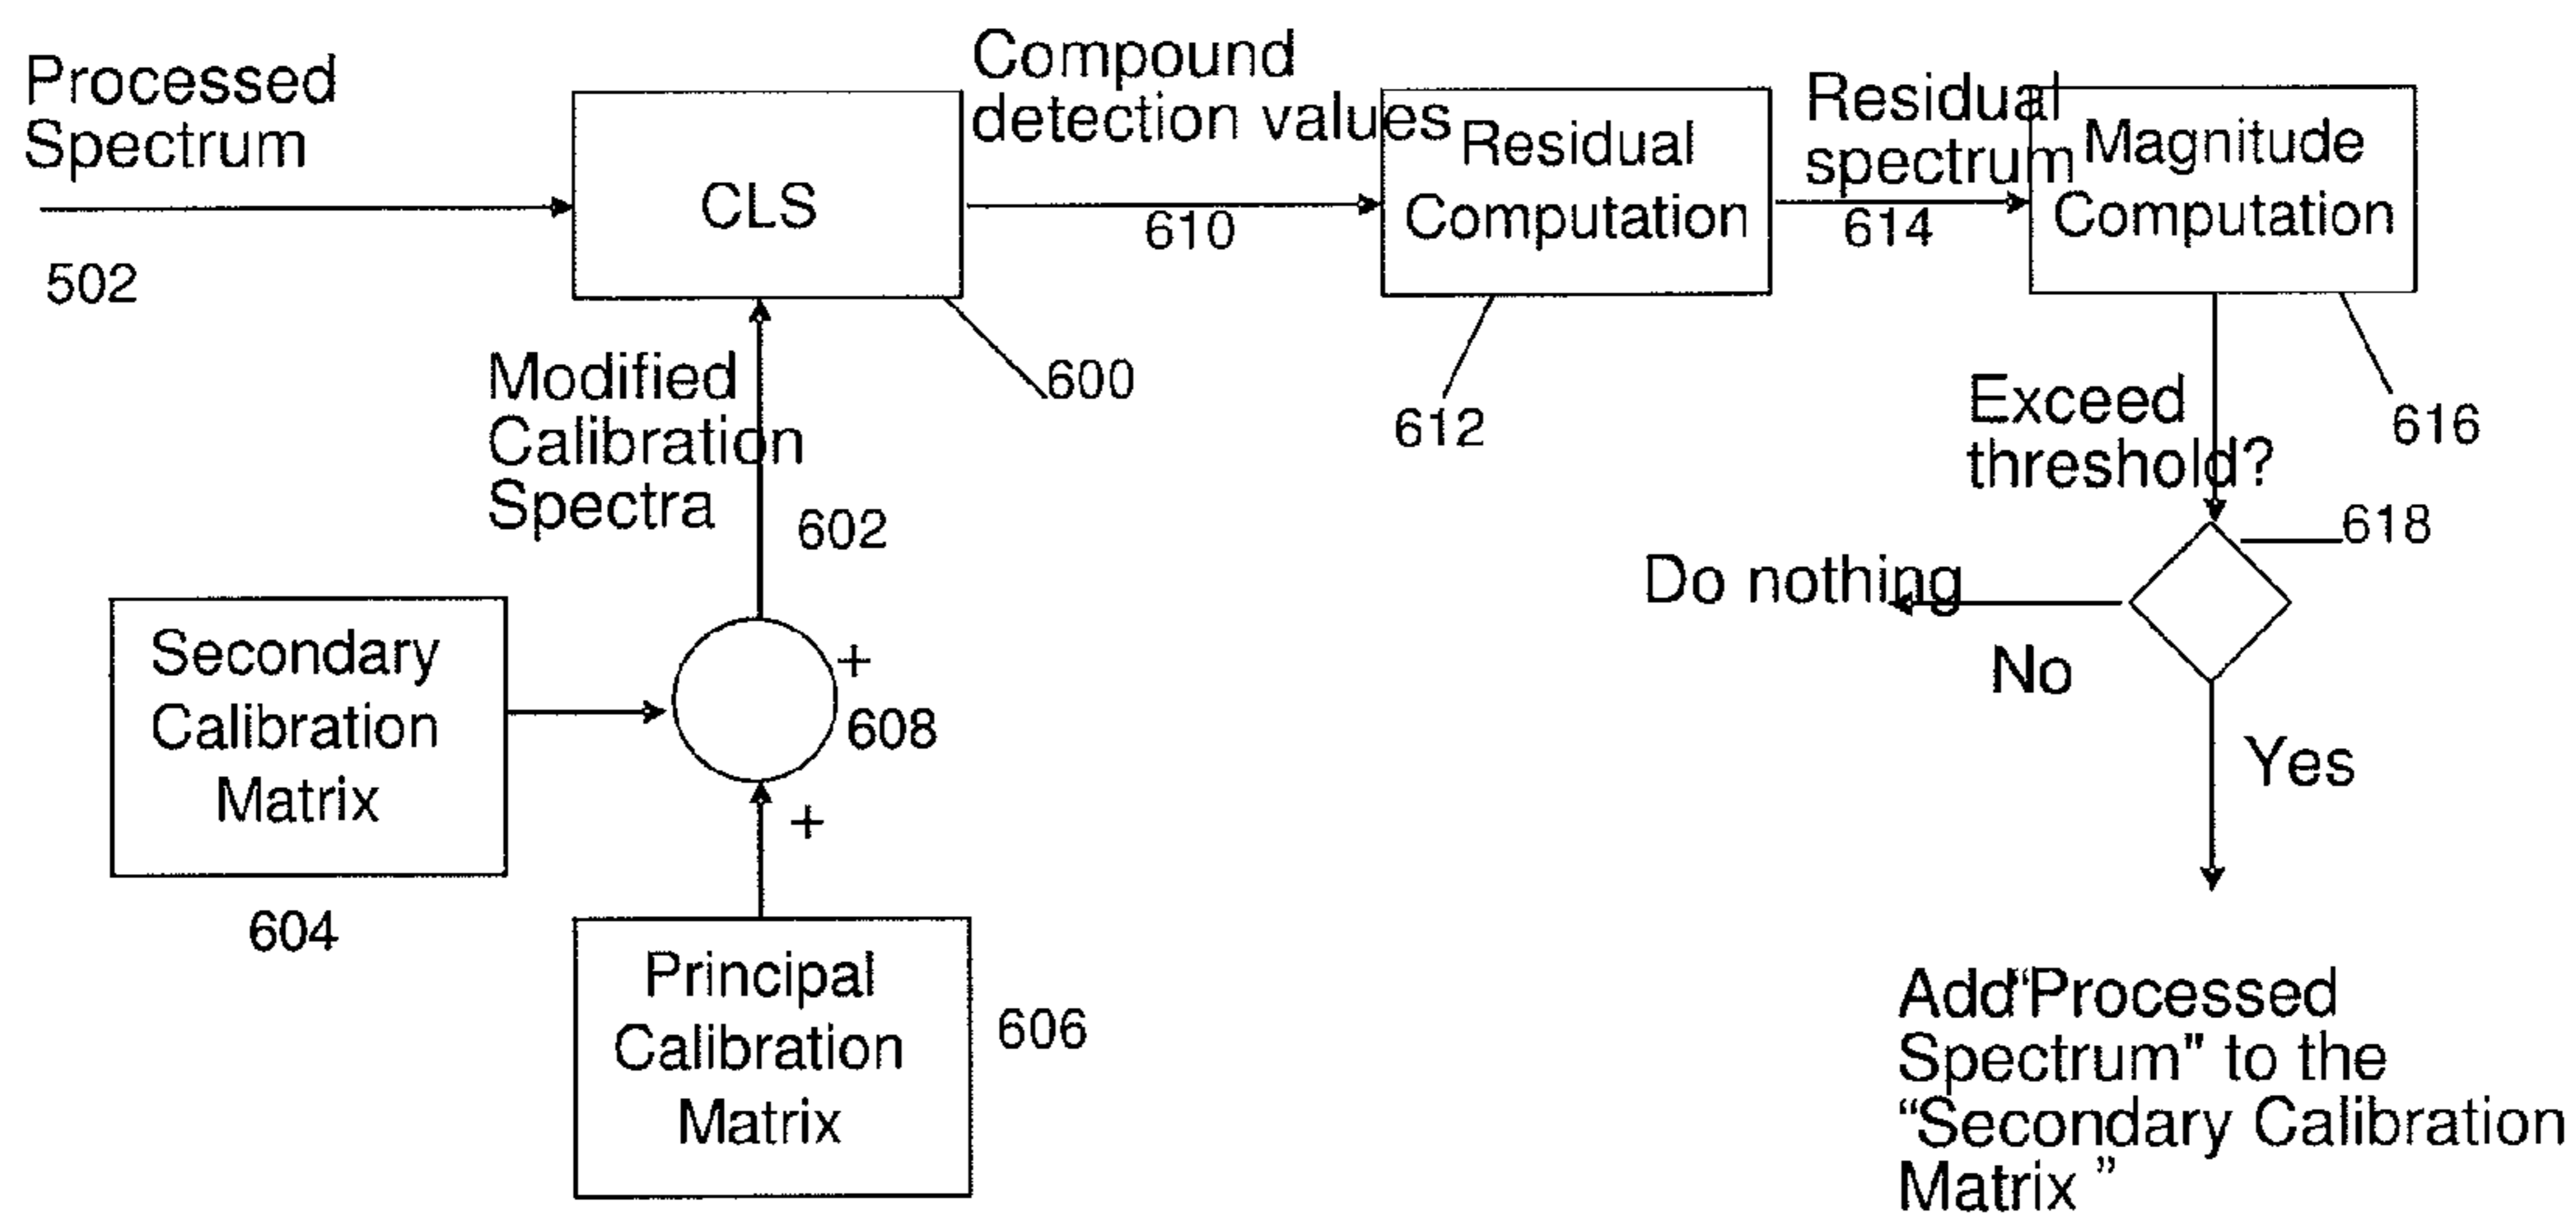 Processed
Spectrum
502
CLS
600
Compound
detection values
610
Residual
Computation
612
Residual
spectrum
614
Magnitude
Computation
616
Modified
Calibration
Spectra
602
Exceed
threshold?
618
Do nothing
No
Yes
Secondary
Calibration
Matrix
604
+
608
+
Principal
Calibration
Matrix
606
Add“Processed
Spectrum" to the
“Secondary Calibration
Matrix ”